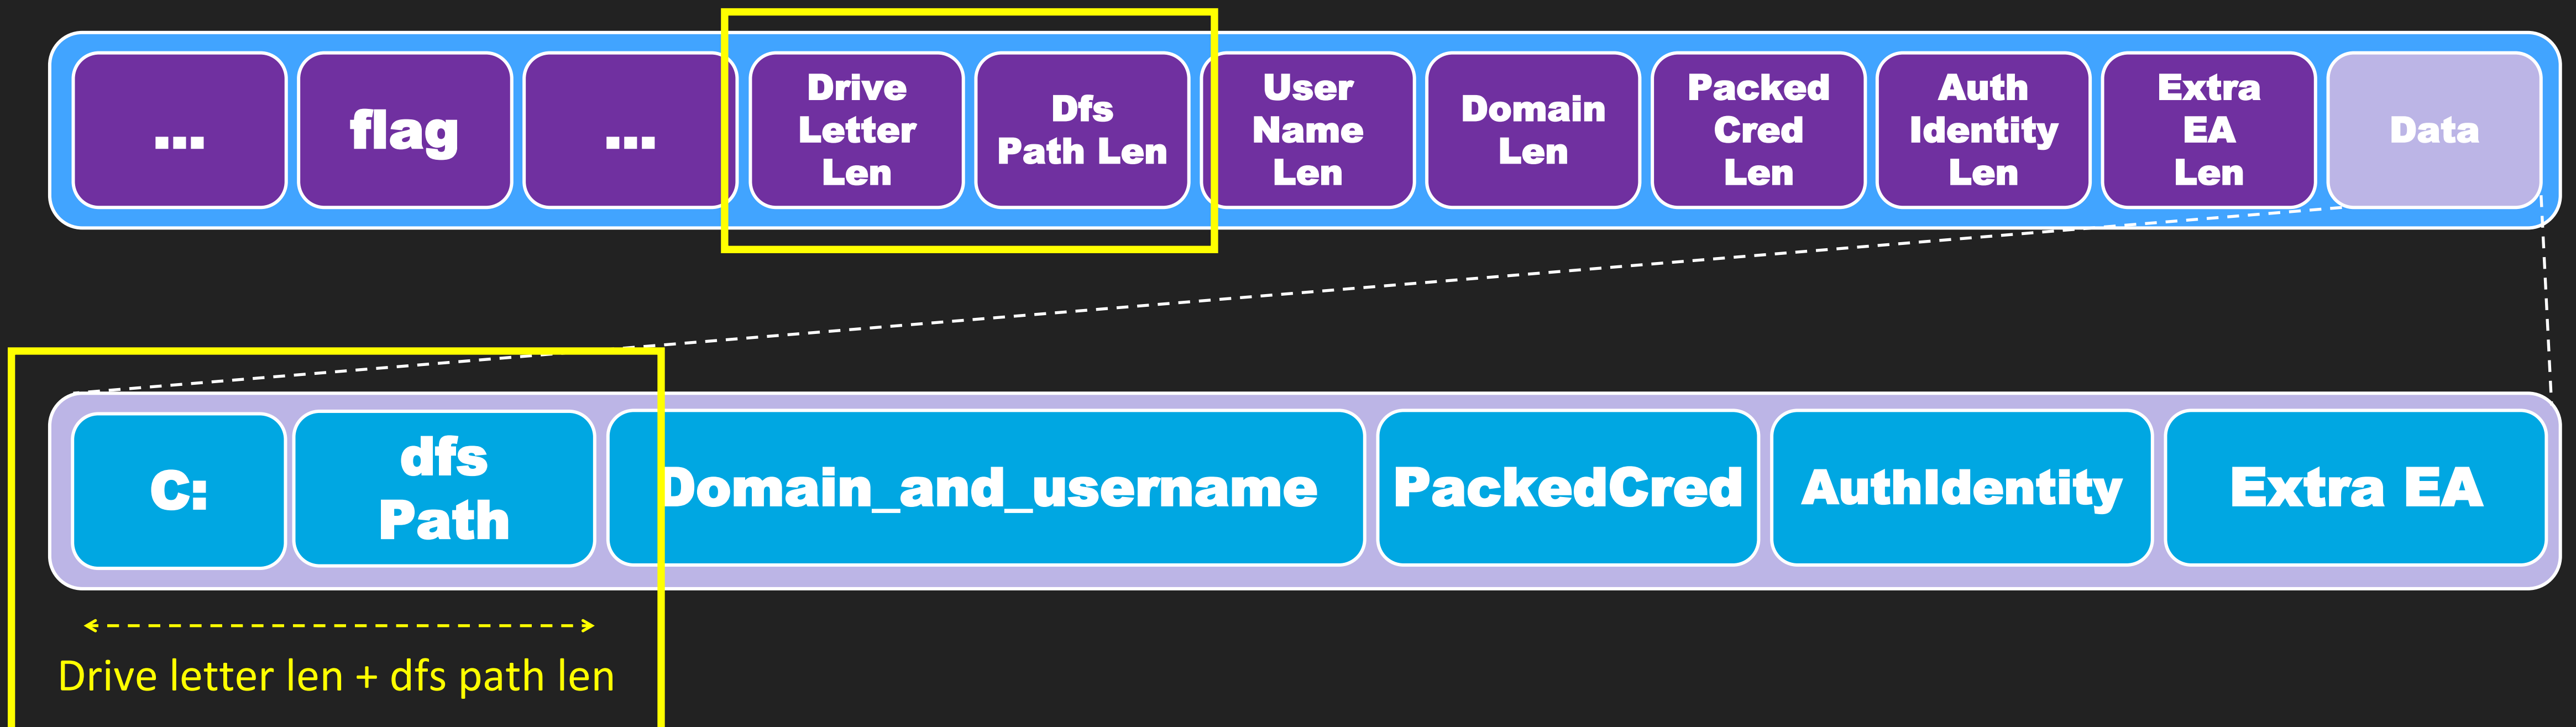 ...
flag
...
Drive
Letter
Len
Dfs
Path Len
User
Name
Len
Domain
Len
Packed
Cred
Len
Auth
Identity
Len
Extra
EA
Len
Data
C:
dfs
Path
Domain_and_username
PackedCred
AuthIdentity
Extra EA
Drive letter len + dfs path len